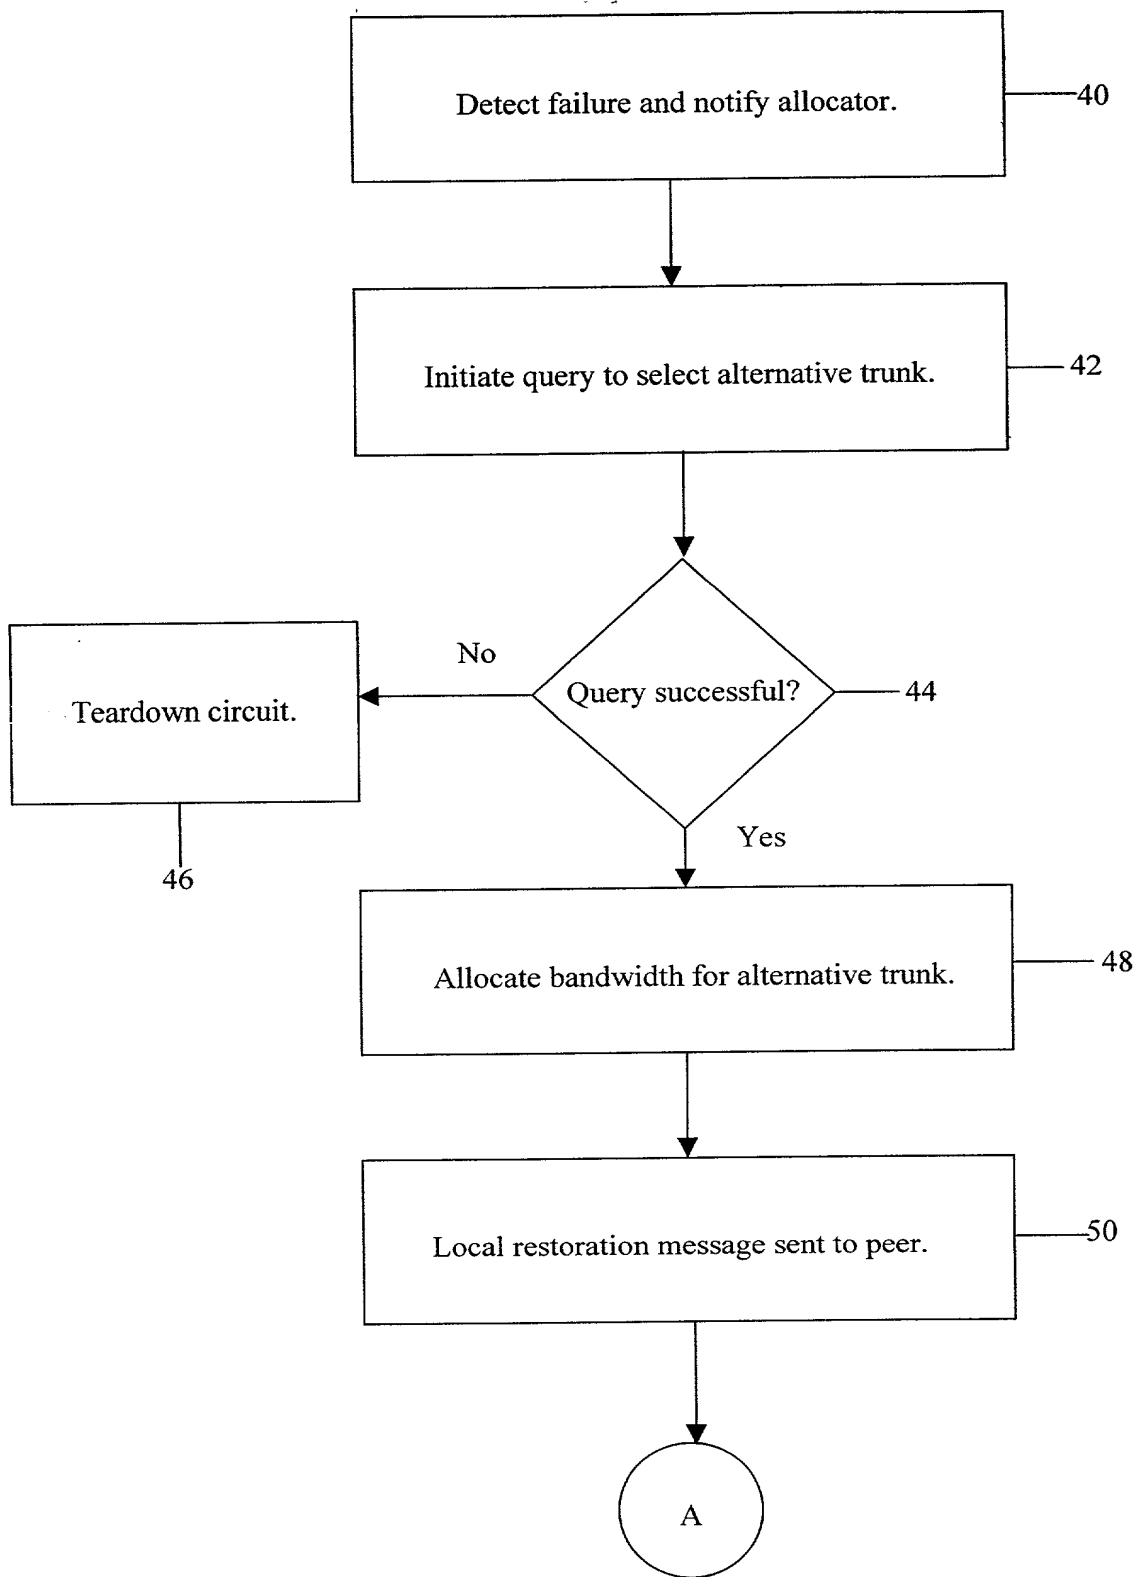 Detect failure and notify allocator.
40
Initiate query to select alternative trunk.
42
No
Query successful?
44
Teardown circuit.
46
Yes
Allocate bandwidth for alternative trunk.
48
Local restoration message sent to peer.
50
A